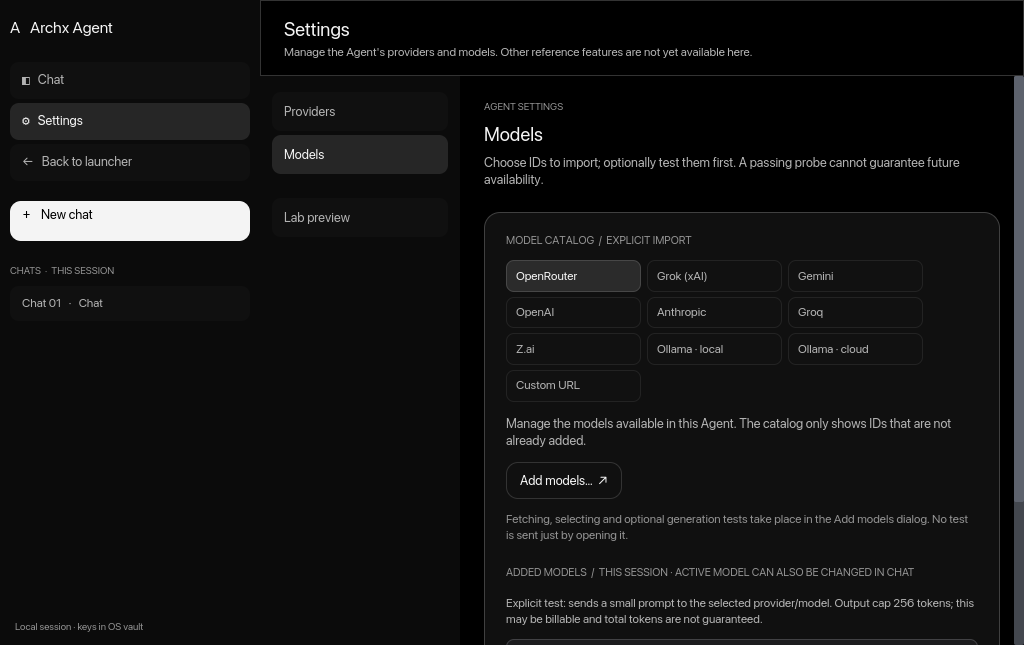 A Archx Agent
Chat
Settings
← Back to launcher
+ New chat
CHATS · THIS SESSION
Chat 01 · Chat
Local session · keys in OS vault
Settings
Manage the Agent's providers and models. Other reference features are not yet available here.
Providers
Models
Lab preview
AGENT SETTINGS
Models
Choose IDs to import; optionally test them first. A passing probe cannot guarantee future
availability.
MODEL CATALOG / EXPLICIT IMPORT
OpenRouter
Grok (xAI)
Gemini
OpenAI
Anthropic
Groq
Z.ai
Ollama · local
Ollama · cloud
Custom URL
Manage the models available in this Agent. The catalog only shows IDs that are not
already added.
Add models... ↗
Fetching, selecting and optional generation tests take place in the Add models dialog. No test
is sent just by opening it.
ADDED MODELS / THIS SESSION · ACTIVE MODEL CAN ALSO BE CHANGED IN CHAT
Explicit test: sends a small prompt to the selected provider/model. Output cap 256 tokens; this
may be billable and total tokens are not guaranteed.